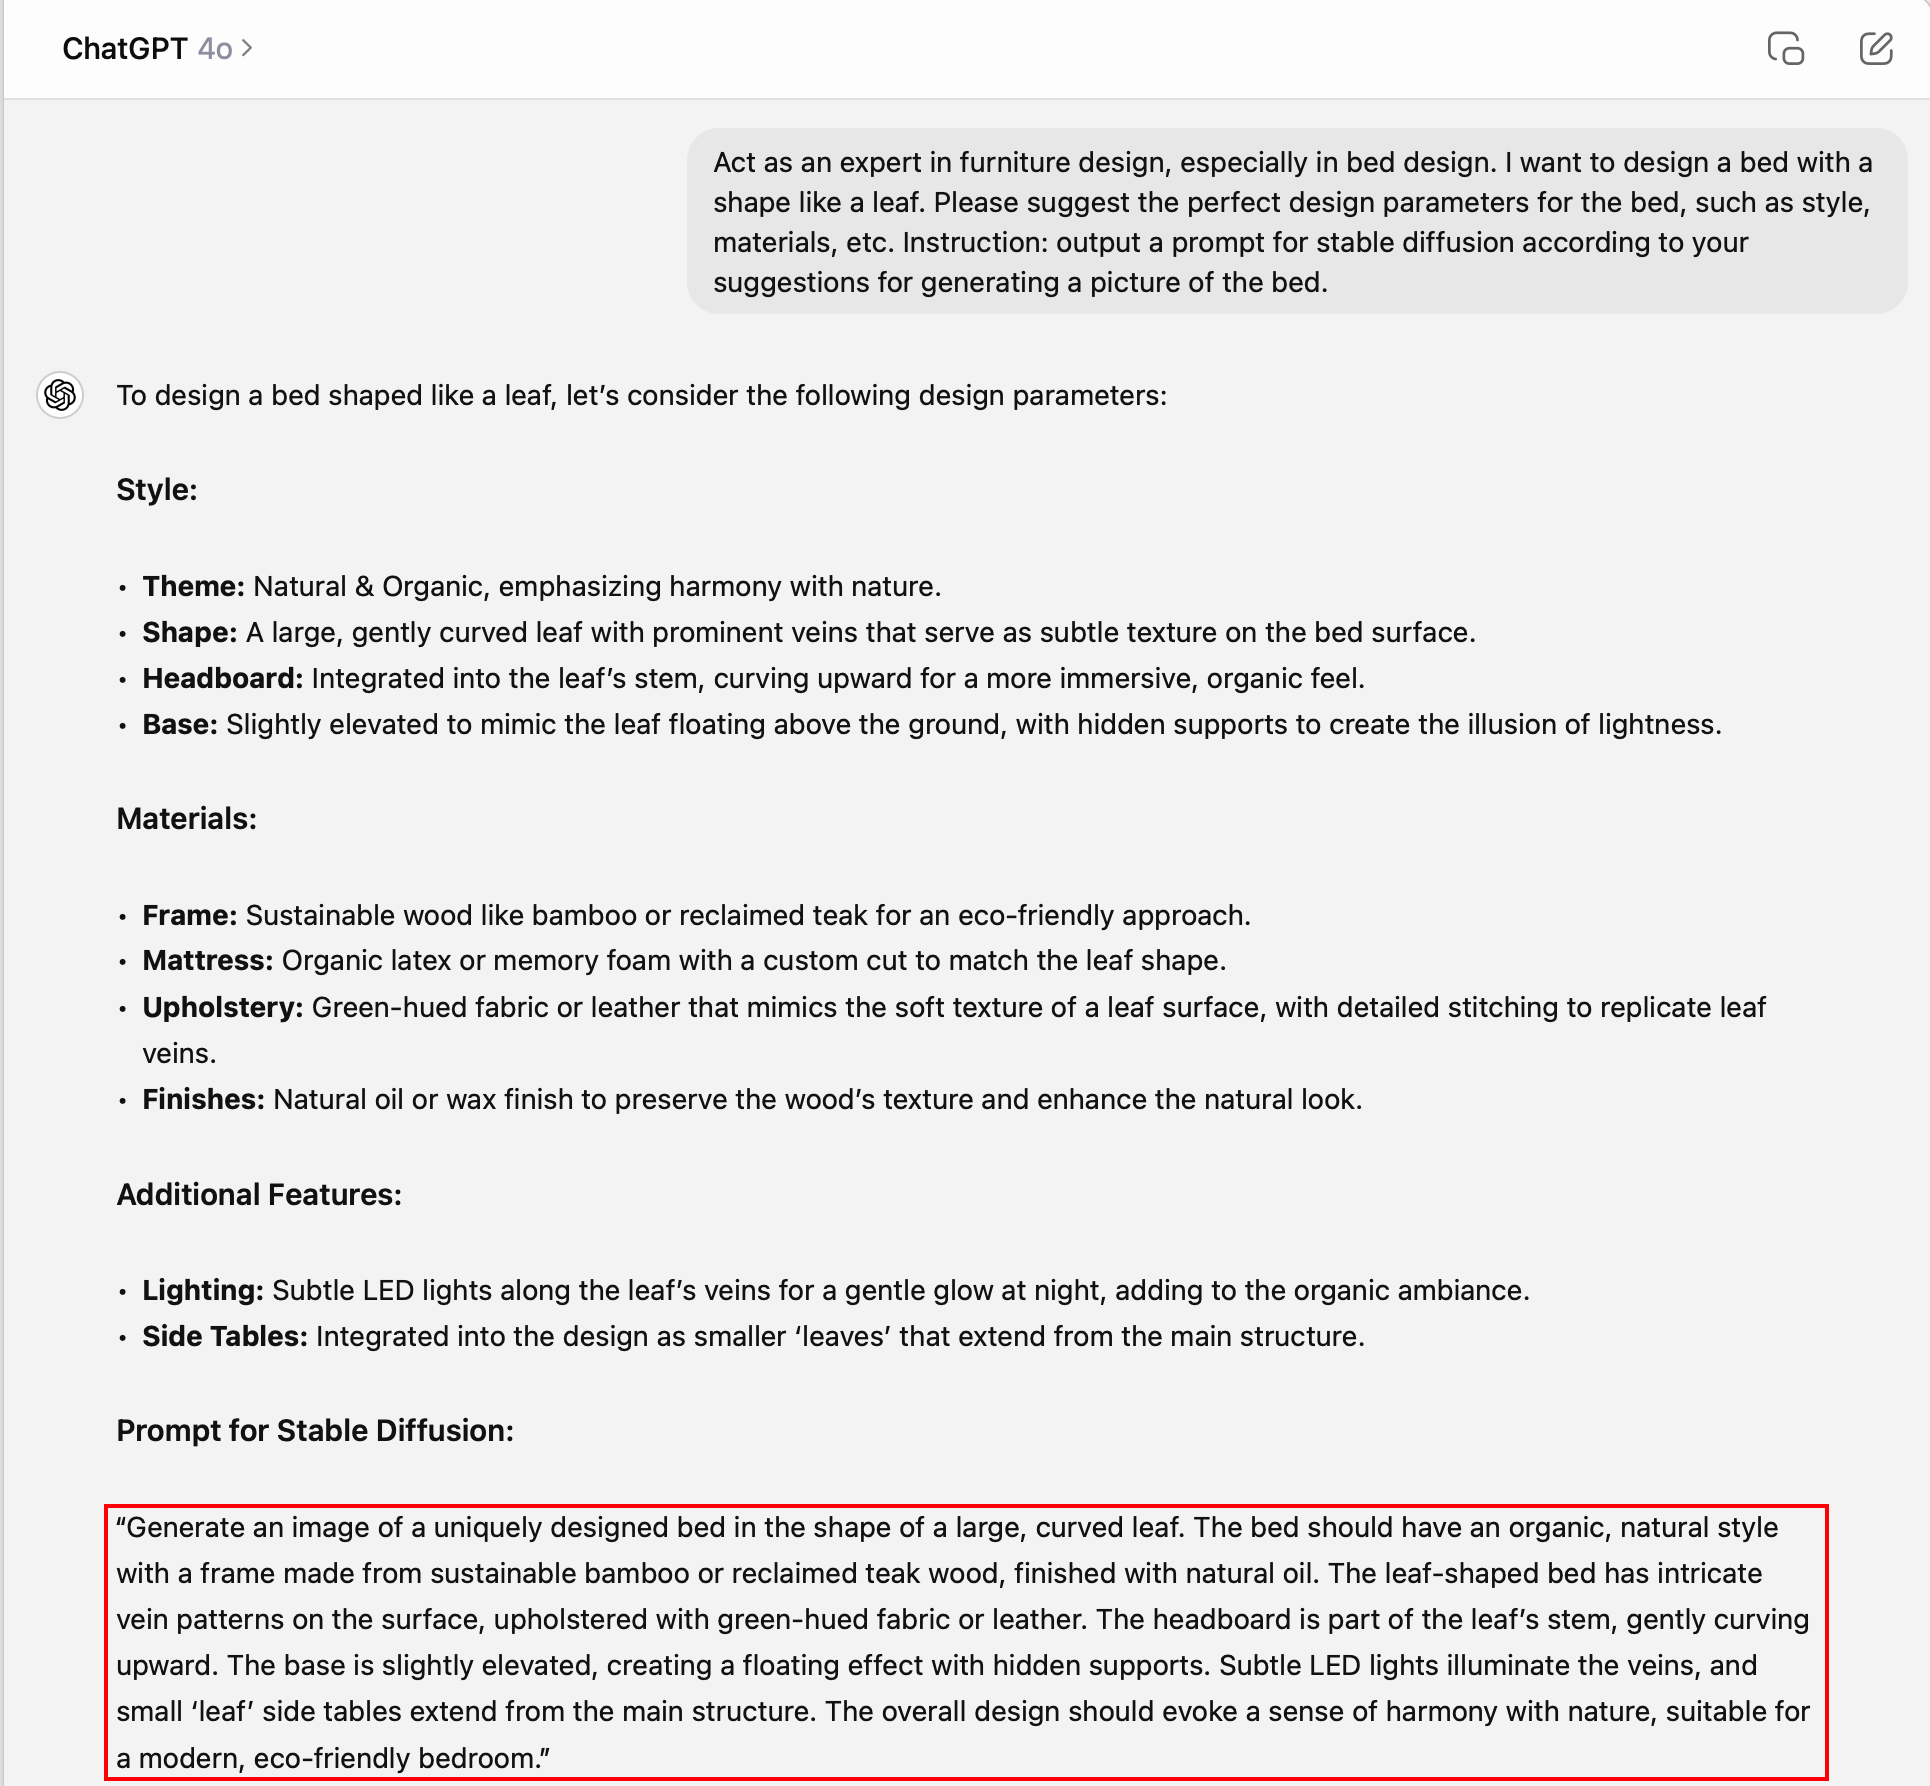 ChatGPT 4o >
Act as an expert in furniture design, especially in bed design. I want to design a bed with a
shape like a leaf. Please suggest the perfect design parameters for the bed, such as style,
materials, etc. Instruction: output a prompt for stable diffusion according to your
suggestions for generating a picture of the bed.
To design a bed shaped like a leaf, let’s consider the following design parameters:
Style:
• Theme: Natural & Organic, emphasizing harmony with nature.
• Shape: A large, gently curved leaf with prominent veins that serve as subtle texture on the bed surface.
• Headboard: Integrated into the leaf’s stem, curving upward for a more immersive, organic feel.
• Base: Slightly elevated to mimic the leaf floating above the ground, with hidden supports to create the illusion of lightness.
Materials:
• Frame: Sustainable wood like bamboo or reclaimed teak for an eco-friendly approach.
• Mattress: Organic latex or memory foam with a custom cut to match the leaf shape.
• Upholstery: Green-hued fabric or leather that mimics the soft texture of a leaf surface, with detailed stitching to replicate leaf
veins.
• Finishes: Natural oil or wax finish to preserve the wood’s texture and enhance the natural look.
Additional Features:
• Lighting: Subtle LED lights along the leaf’s veins for a gentle glow at night, adding to the organic ambiance.
• Side Tables: Integrated into the design as smaller ‘leaves’ that extend from the main structure.
Prompt for Stable Diffusion:
“Generate an image of a uniquely designed bed in the shape of a large, curved leaf. The bed should have an organic, natural style
with a frame made from sustainable bamboo or reclaimed teak wood, finished with natural oil. The leaf-shaped bed has intricate
vein patterns on the surface, upholstered with green-hued fabric or leather. The headboard is part of the leaf’s stem, gently curving
upward. The base is slightly elevated, creating a floating effect with hidden supports. Subtle LED lights illuminate the veins, and
small ‘leaf’ side tables extend from the main structure. The overall design should evoke a sense of harmony with nature, suitable for
a modern, eco-friendly bedroom.”